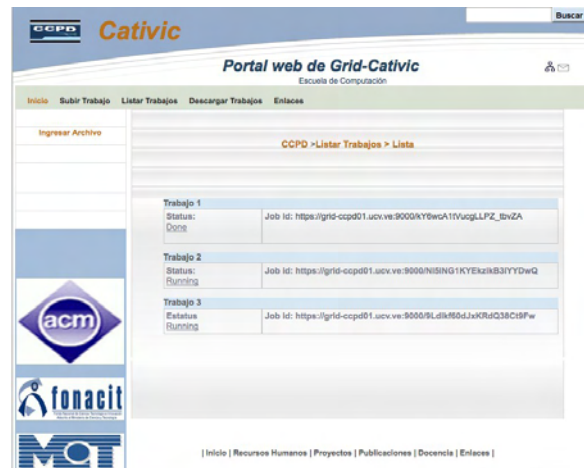 CCPD
Cativic
Buscar
Portal web de Grid-Cativic
Escuela de Computación
Inicio Subir Trabajo Listar Trabajos Descargar Trabajos Enlaces
Ingresar Archivo
CCPD >Listar Trabajos > Lista
Trabajo 1
Status: Job Id: https://grid-ccpd01.ucv.ve:9000/
Done
Trabajo 2
Status: Job Id: https://grid-ccpd01.ucv.ve:9000/
Running
Trabajo 3
Estatus Job Id: https://grid-ccpd01.ucv.ve:9000/
Running
acm
fonacit
MCT
| Inicio | Recursos Humanos | Proyectos | Publicaciones | Docencia | Enlaces |